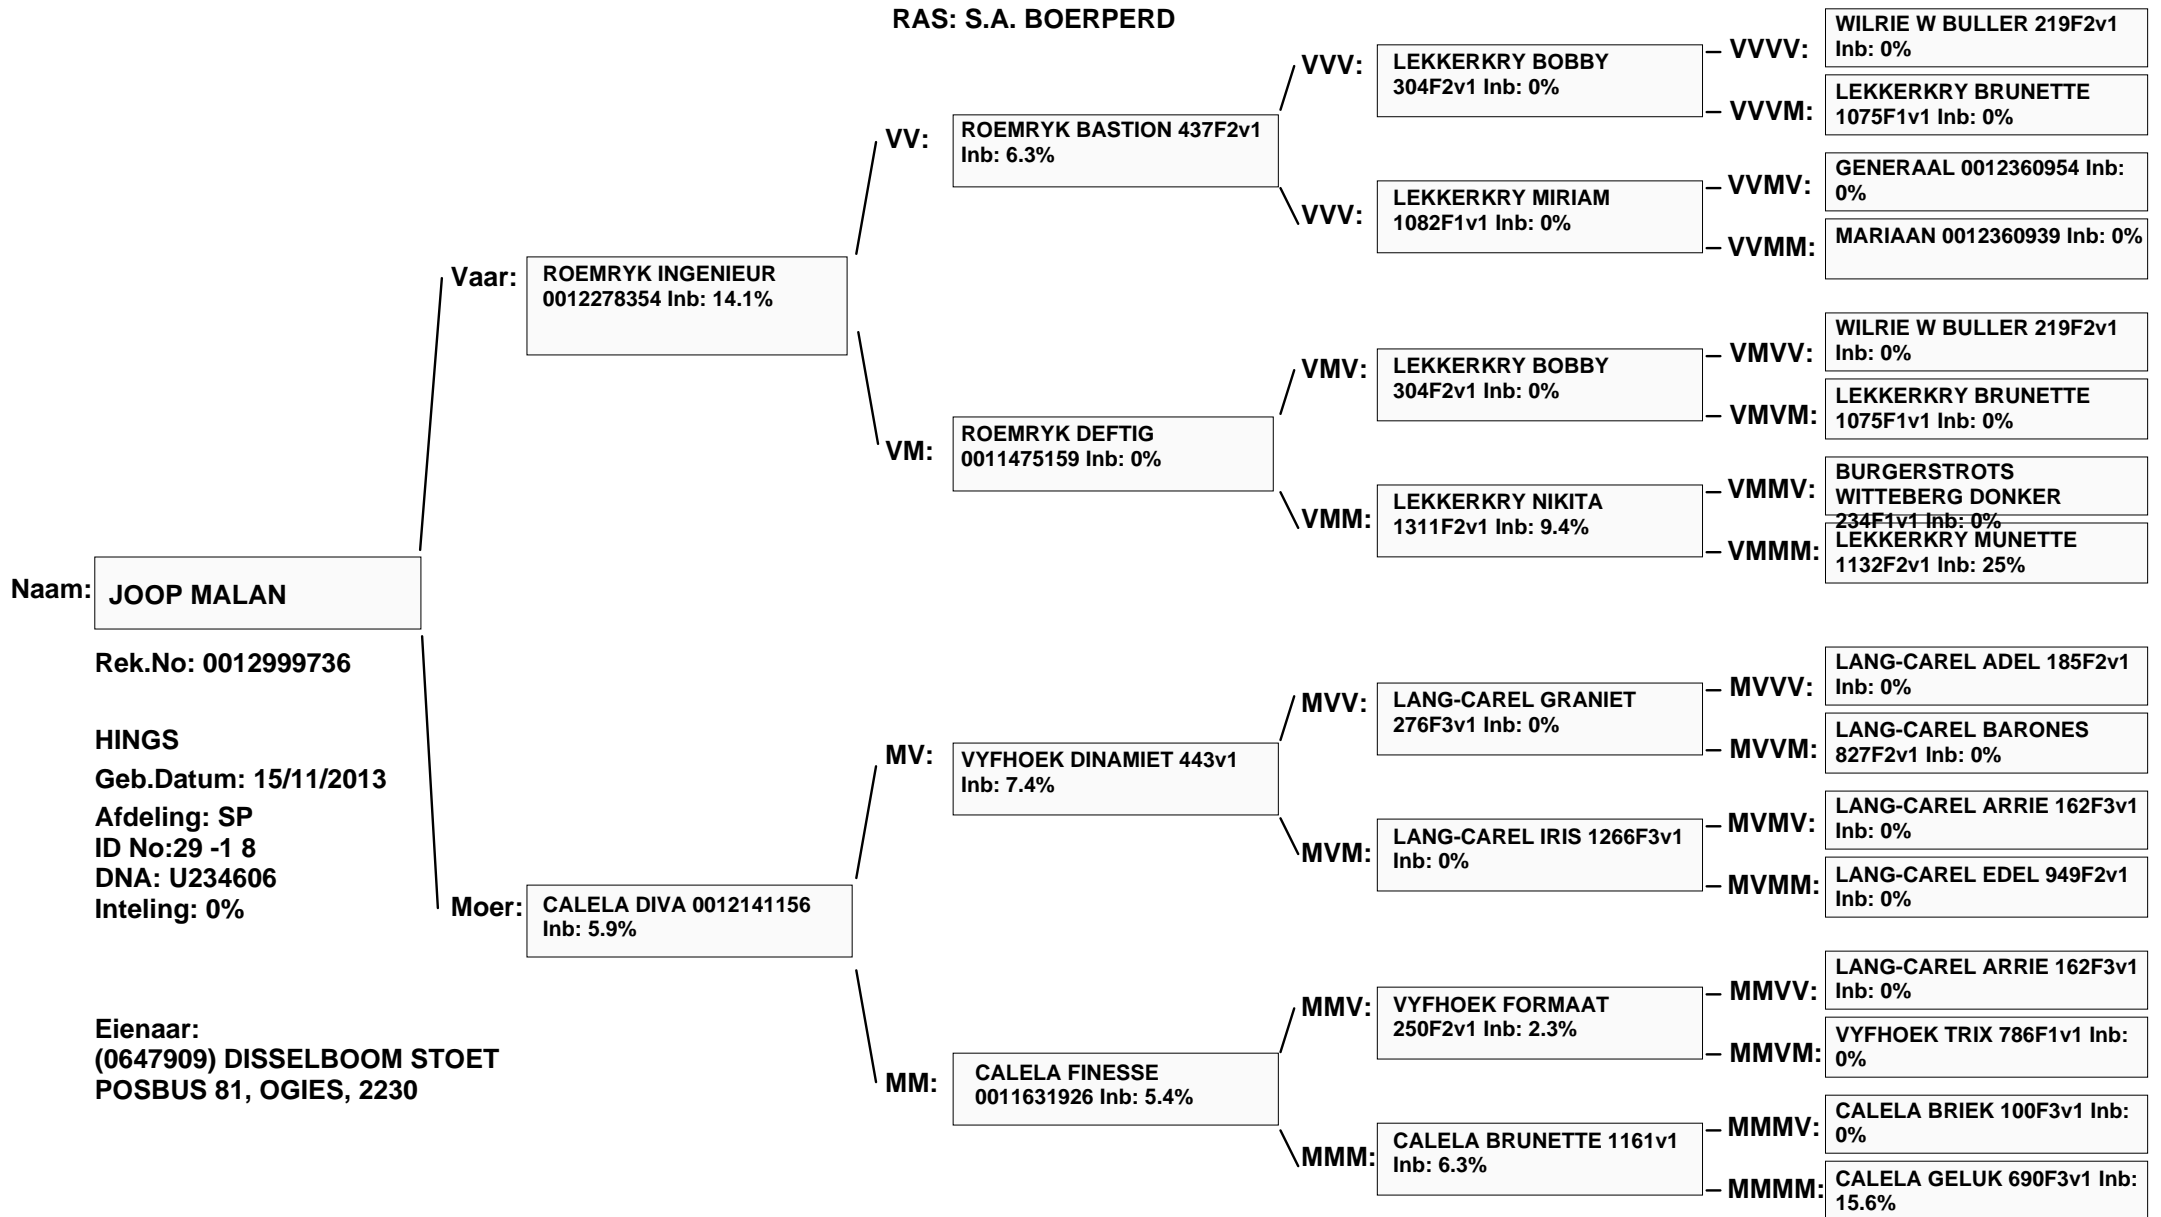 RAS: S.A. BOERPERD
Naam:
JOOP MALAN
Rek.No: 0012999736
HINGS
Geb.Datum: 15/11/2013
Afdeling: SP
ID No:29 -1 8
DNA: U234606
Inteling: 0%
Eienaar:
(0647909) DISSELBOOM STOET
POSBUS 81, OGIES, 2230
Vaar:
ROEMRYK INGENIEUR
0012278354 Inb: 14.1%
Moer:
CALELA DIVA 0012141156
Inb: 5.9%
VV:
ROEMRYK BASTION 437F2v1
Inb: 6.3%
VM:
ROEMRYK DEFTIG
0011475159 Inb: 0%
MV:
VYFHOEK DINAMIET 443v1
Inb: 7.4%
MM:
CALELA FINESSE
0011631926 Inb: 5.4%
VVV:
LEKKERKRY BOBBY
304F2v1 Inb: 0%
VVV:
LEKKERKRY MIRIAM
1082F1v1 Inb: 0%
VMV:
LEKKERKRY BOBBY
304F2v1 Inb: 0%
VMM:
LEKKERKRY NIKITA
1311F2v1 Inb: 9.4%
MVV:
LANG-CAREL GRANIET
276F3v1 Inb: 0%
MVM:
LANG-CAREL IRIS 1266F3v1
Inb: 0%
MMV:
VYFHOEK FORMAAT
250F2v1 Inb: 2.3%
MMM:
CALELA BRUNETTE 1161v1
Inb: 6.3%
VVVV:
WILRIE W BULLER 219F2v1
Inb: 0%
VVVM:
LEKKERKRY BRUNETTE
1075F1v1 Inb: 0%
VVMV:
GENERAAL 0012360954 Inb:
0%
VVMM:
MARIAAN 0012360939 Inb: 0%
VMVV:
WILRIE W BULLER 219F2v1
Inb: 0%
VMVM:
LEKKERKRY BRUNETTE
1075F1v1 Inb: 0%
VMMV:
BURGERSTROTS
WITTEBERG DONKER
234F1v1 Inb: 0%
VMMM:
LEKKERKRY MUNETTE
1132F2v1 Inb: 25%
MVVV:
LANG-CAREL ADEL 185F2v1
Inb: 0%
MVVM:
LANG-CAREL BARONES
827F2v1 Inb: 0%
MVMV:
LANG-CAREL ARRIE 162F3v1
Inb: 0%
MVMM:
LANG-CAREL EDEL 949F2v1
Inb: 0%
MMVV:
LANG-CAREL ARRIE 162F3v1
Inb: 0%
MMVM:
VYFHOEK TRIX 786F1v1 Inb:
0%
MMMV:
CALELA BRIEK 100F3v1 Inb:
0%
MMMM:
CALELA GELUK 690F3v1 Inb:
15.6%